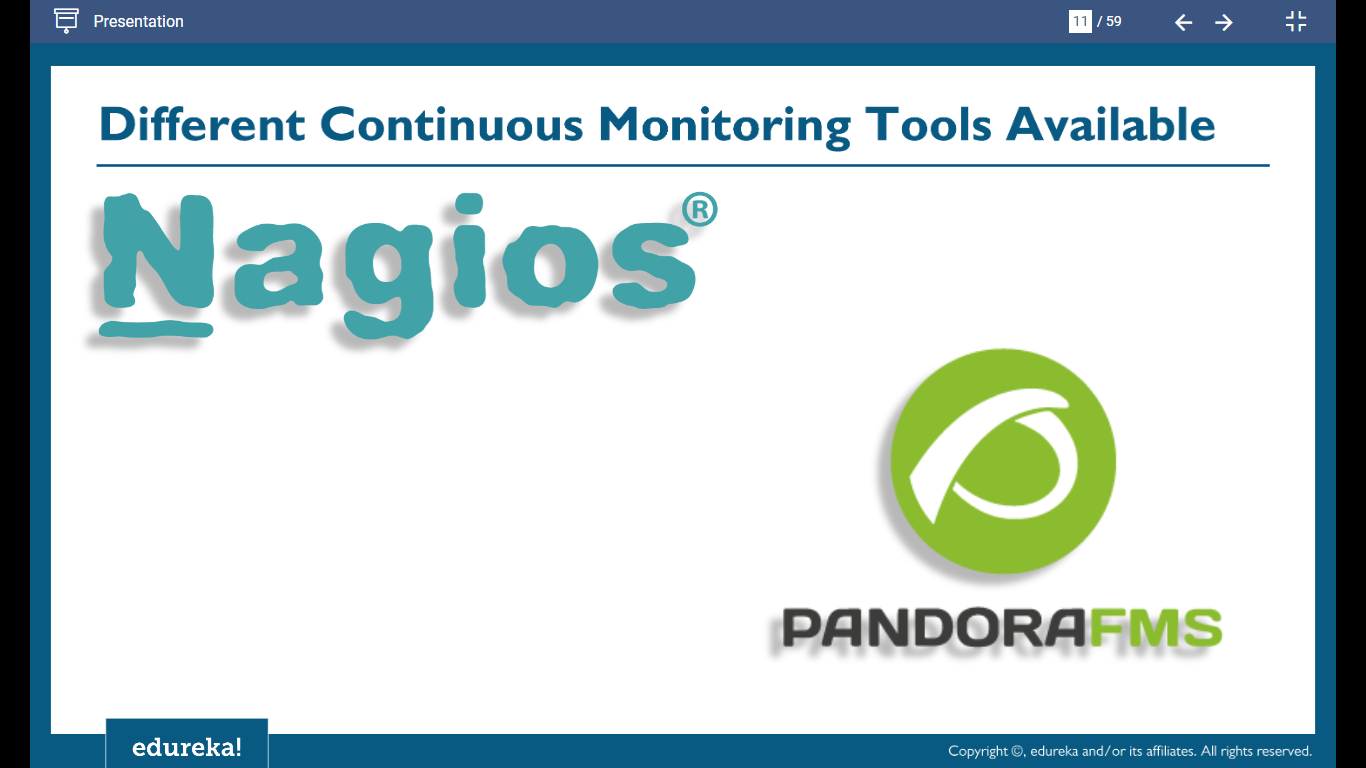 Presentation
11 / 59
Different Continuous Monitoring Tools Available
Nagios®
PANDORAFMS
edureka!
Copyright ©, edureka and/or its affiliates. All rights reserved.